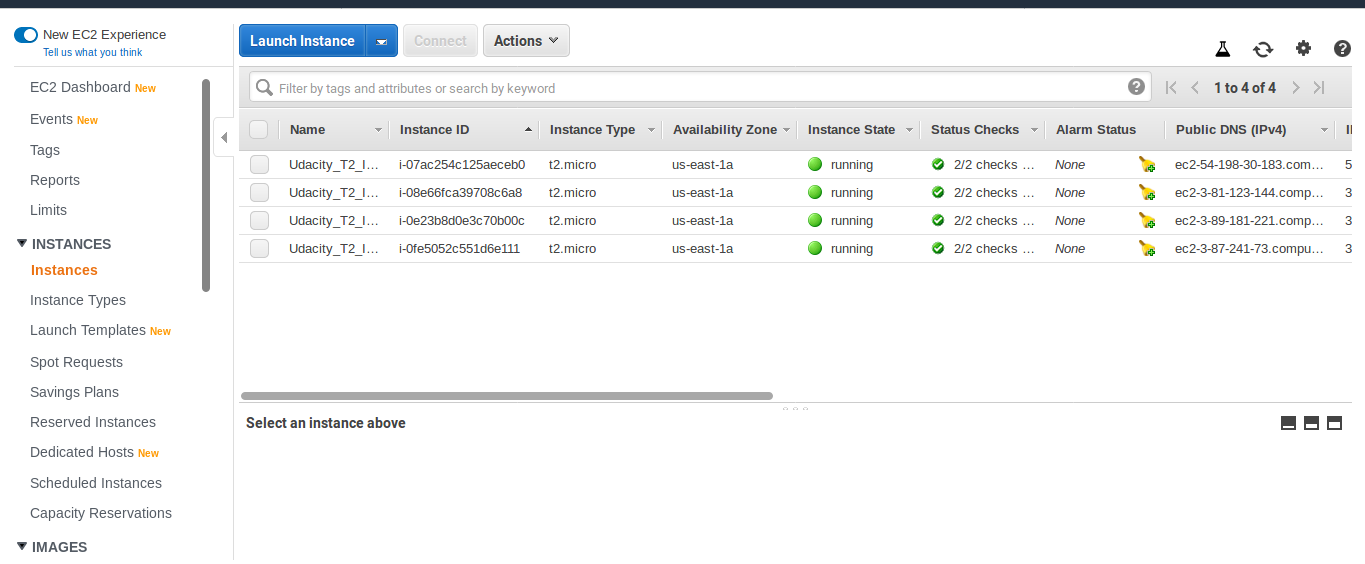 New EC2 Experience
Tell us what you think
EC2 Dashboard New
Events New
Tags
Reports
Limits
INSTANCES
Instances
Instance Types
Launch Templates New
Spot Requests
Savings Plans
Reserved Instances
Dedicated Hosts New
Scheduled Instances
Capacity Reservations
IMAGES
Launch Instance Connect Actions
Filter by tags and attributes or search by keyword 1 to 4 of 4
Name Instance ID Instance Type Availability Zone Instance State Status Checks Alarm Status Public DNS (IPv4)
Udacity_T2_I... i-07ac254c125aeceb0 t2.micro us-east-1a running 2/2 checks ... None ec2-54-198-30-183.com... 5
Udacity_T2_I... i-08e66fca39708c6a8 t2.micro us-east-1a running 2/2 checks ... None ec2-3-81-123-144.comp... 3
Udacity_T2_I... i-0e23b8d0e3c70b00c t2.micro us-east-1a running 2/2 checks ... None ec2-3-89-181-221.comp... 3
Udacity_T2_I... i-0fe5052c551d6e111 t2.micro us-east-1a running 2/2 checks ... None ec2-3-87-241-73.compu... 3
Select an instance above